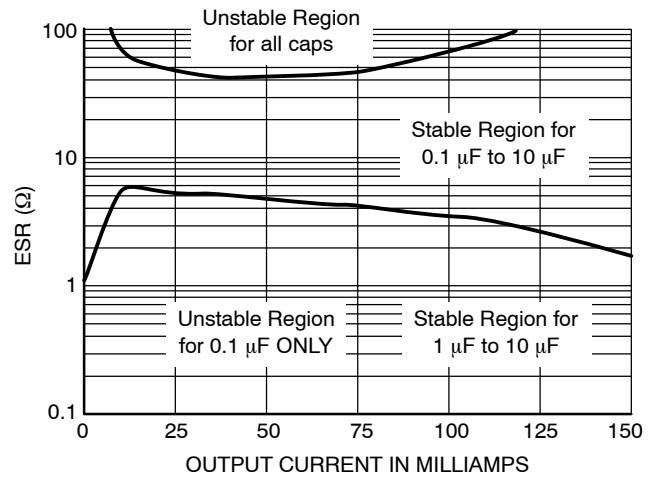 Unstable Region
for all caps
Stable Region for
0.1 μF to 10 μF
Unstable Region
for 0.1 μF ONLY
Stable Region for
1 μF to 10 μF
ESR (Ω)
100
10
1
0.1
0
25
50
75
100
125
150
OUTPUT CURRENT IN MILLIAMPS